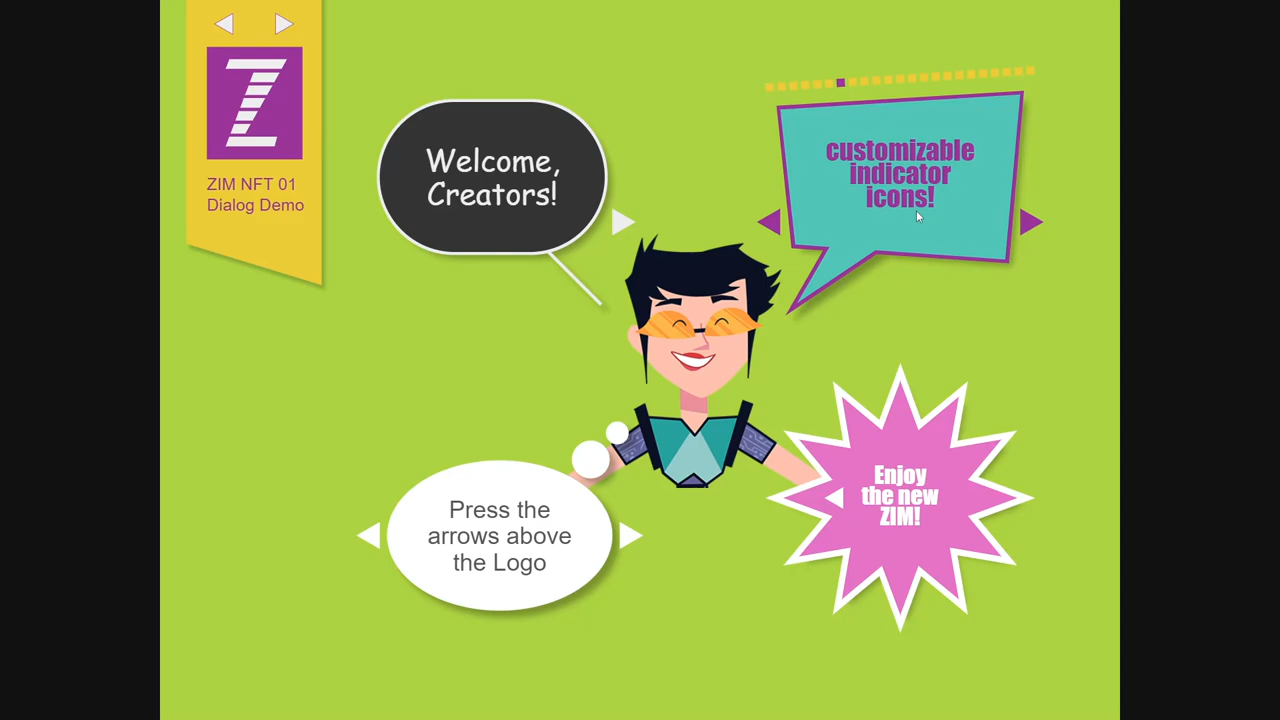 Z
ZIM NFT 01
Dialog Demo
Welcome,
Creators!
customizable
indicator
icons!
Press the
arrows above
the Logo
Enjoy
the new
ZIM!